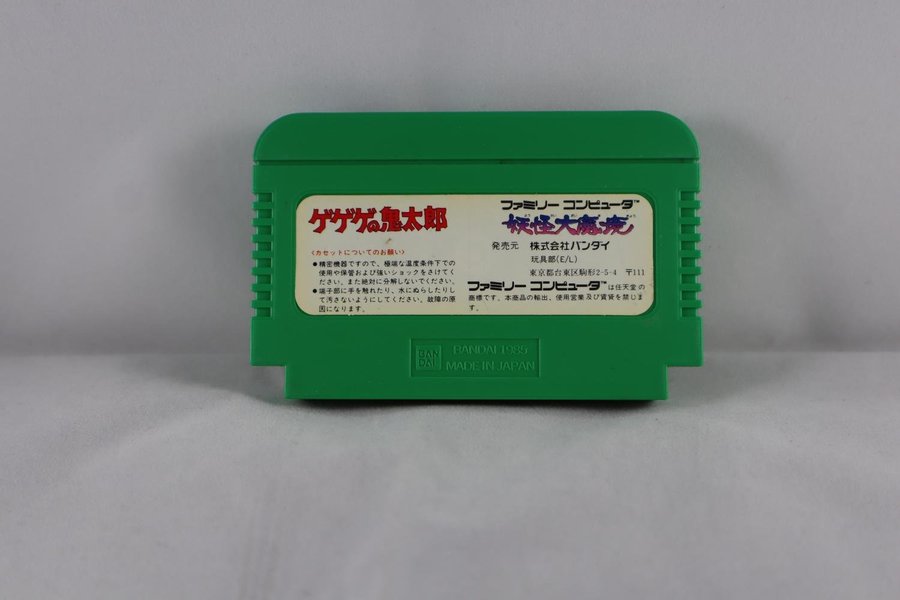 ゲゲゲの鬼太郎
<カセットについてのお願い>
●精密機器ですので、極端な温度条件下での
使用や保管および強いショックをさけてく
ださい。また絶対に分解しないでください。
●端子部に手を触れたり、水にぬらしたりし
て汚さないようにしてください。故障の原
因になります。
ファミリー コンピュータ™
妖怪大魔境
発売元 株式会社バンダイ
玩具部(E/L)
東京都台東区駒形2-5-4 〒111
ファミリー コンピュータ™は任天堂の
商標です。本商品の輸出、使用営業及び賃貸を禁じま
す。
BAN
DAI
BANDAI 1985
MADE IN JAPAN